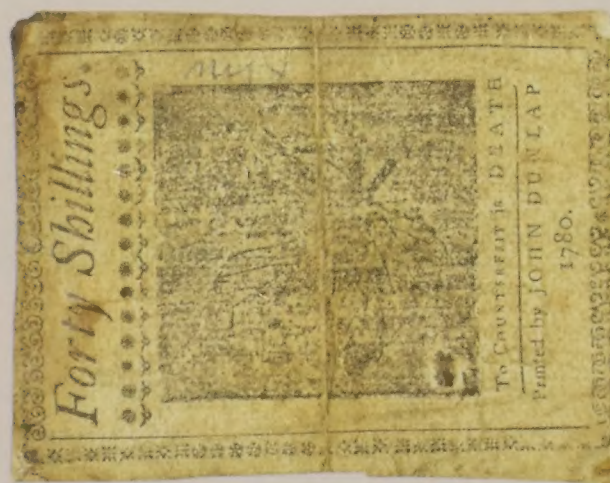 Forty Shillings.
To COUNTERFEIT is DEATH
Printed by JOHN DUNLAP
1780.